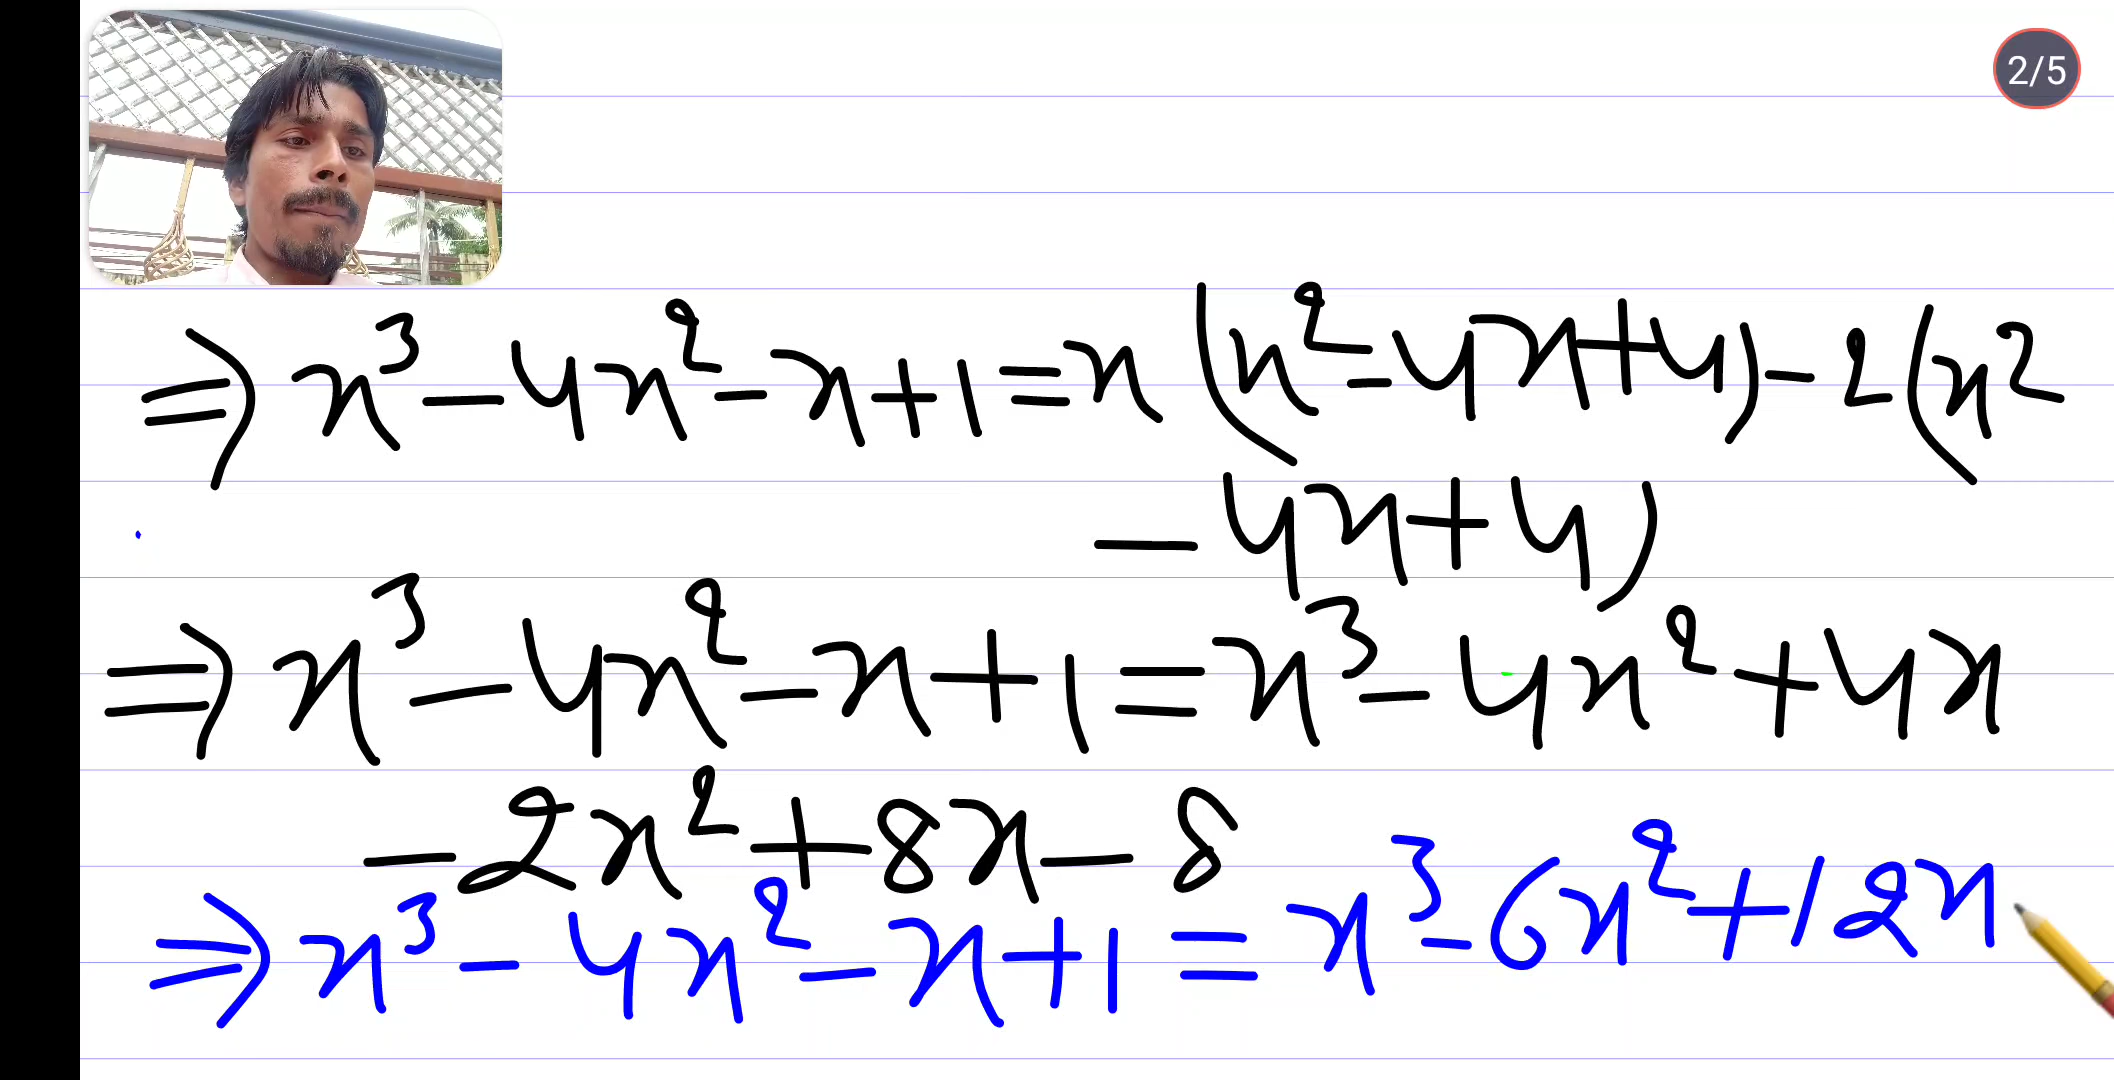 2/5
⇒ x³ – 4x² – x + 1 = x (x² – 4x + 4) – 2 (x²
– 4x + 4)
⇒ x³ – 4x² – x + 1 = x³ – 4x² + 4x
– 2x² + 8x – 8
⇒ x³ – 4x² – x + 1 = x³ – 6x² + 12x